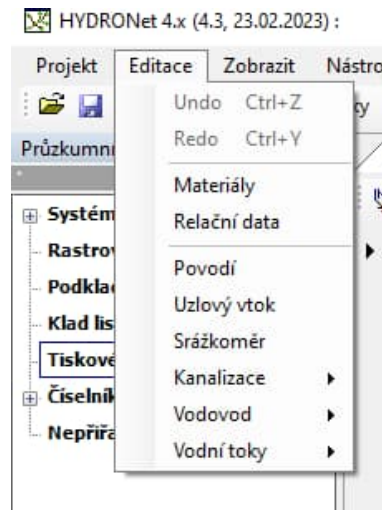 HYDRONet 4.x (4.3, 23.02.2023) :
Projekt Editace Zobrazit Nástro
Undo Ctrl+Z
Redo Ctrl+Y
Průzkumn
Materiály
Systém
Relační data
Rastrov
Podklad
Povodí
Klad lis
Uzlový vtok
Tiskové
Srážkoměr
Číselník
Kanalizace
Nepřiřa
Vodovod
Vodní toky